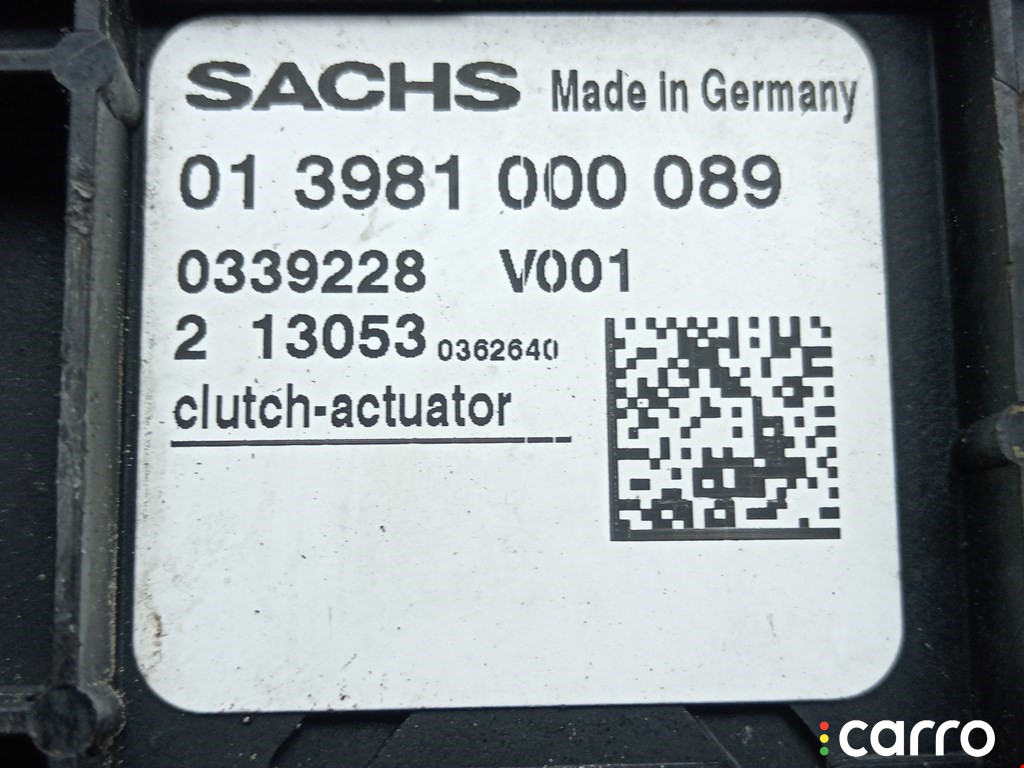 SACHS Made in Germany
01 3981 000 089
0339228 V001
2 13053 0362640
clutch-actuator
carro